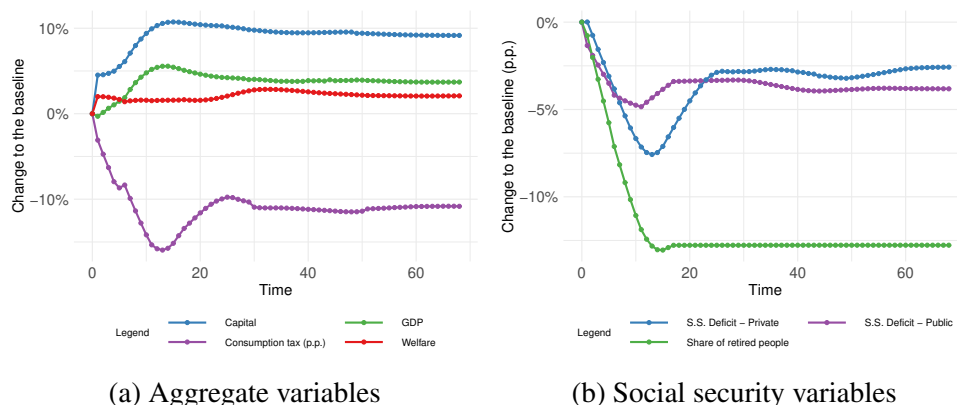 10%
0%
−10%
Change to the baseline
0 20 40 60
Time
Legend
Capital
GDP
Consumption tax (p.p.)
Welfare
(a) Aggregate variables
0%
−5%
−10%
Change to the baseline (p.p.)
0 20 40 60
Time
Legend
S.S. Deficit − Private
S.S. Deficit − Public
Share of retired people
(b) Social security variables